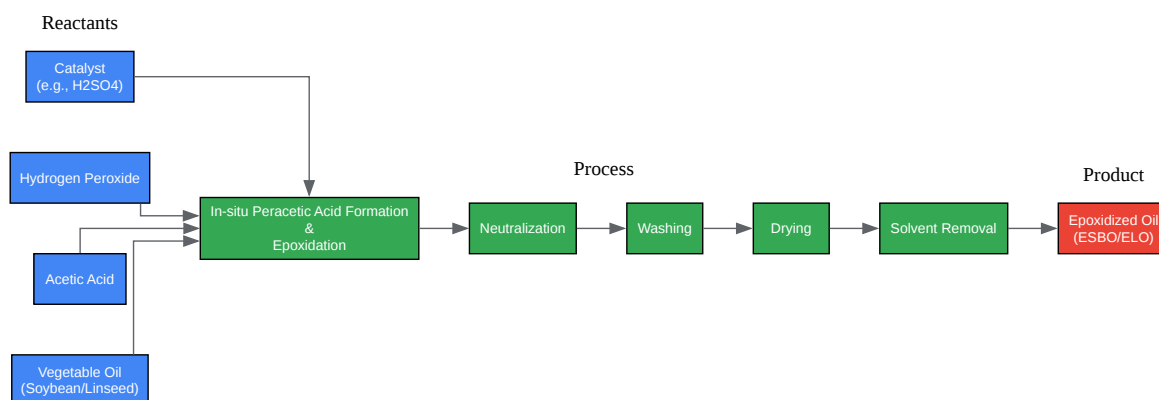 Reactants
Catalyst
(e.g., H2SO4)
Hydrogen Peroxide
Acetic Acid
Vegetable Oil
(Soybean/Linseed)
Process
In-situ Peracetic Acid Formation
&
Epoxidation
Neutralization
Washing
Drying
Solvent Removal
Product
Epoxidized Oil
(ESBO/ELO)